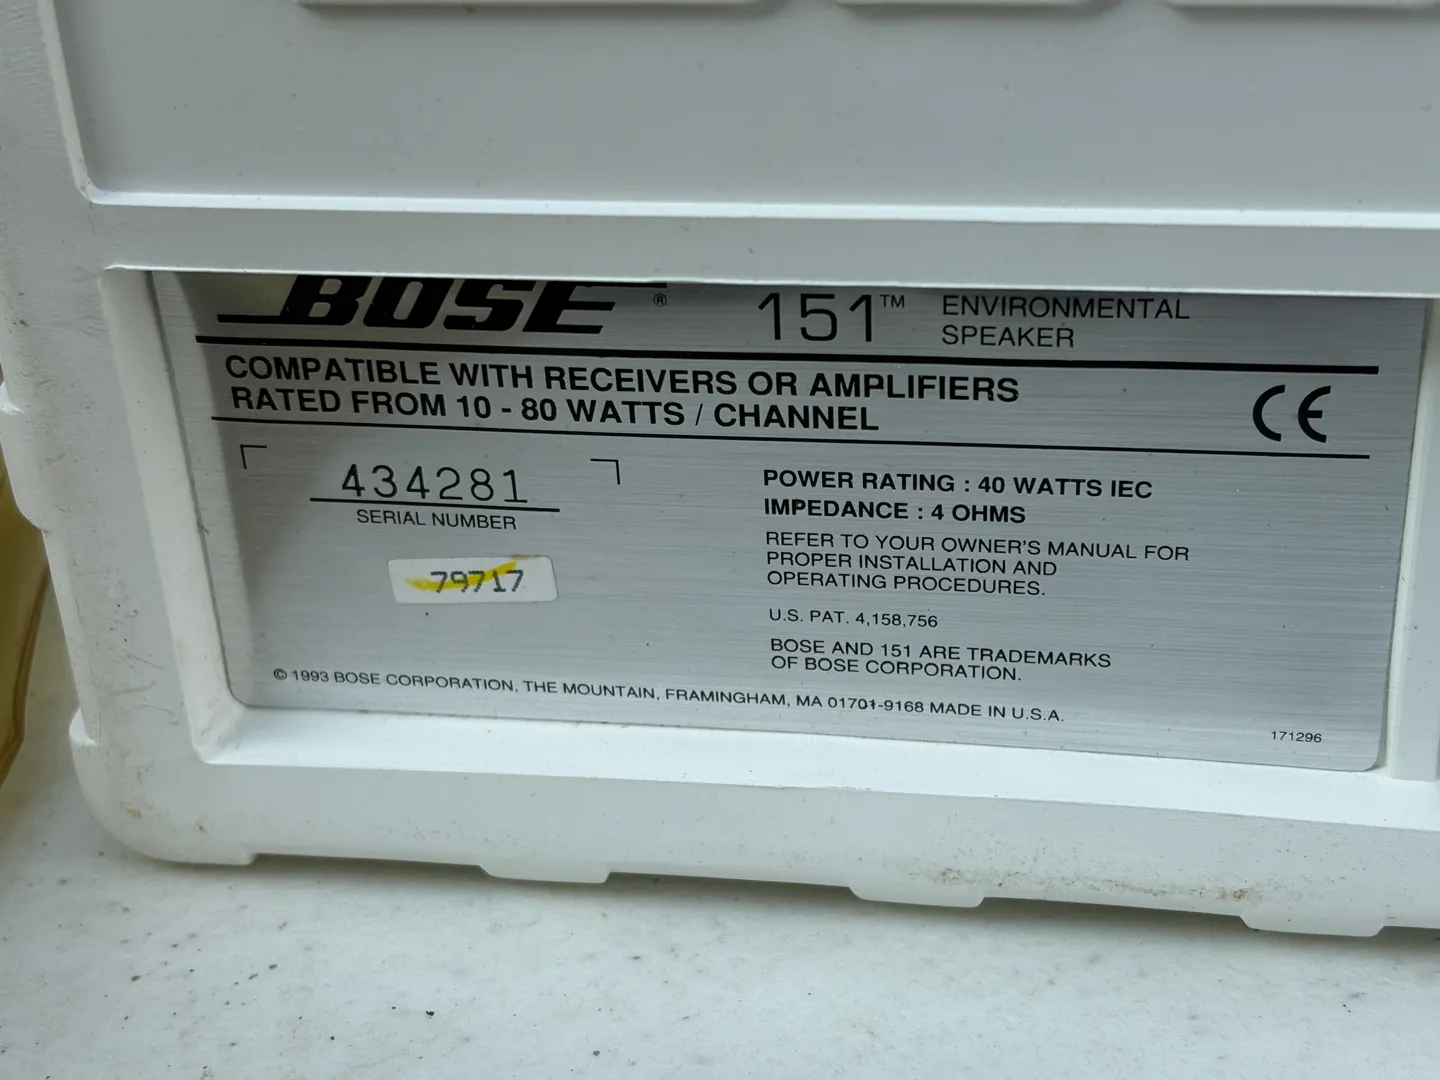 BOSE® 151™ ENVIRONMENTAL
SPEAKER
COMPATIBLE WITH RECEIVERS OR AMPLIFIERS
RATED FROM 10 - 80 WATTS / CHANNEL
CE
434281
SERIAL NUMBER
79717
POWER RATING : 40 WATTS IEC
IMPEDANCE : 4 OHMS
REFER TO YOUR OWNER'S MANUAL FOR
PROPER INSTALLATION AND
OPERATING PROCEDURES.
U.S. PAT. 4,158,756
BOSE AND 151 ARE TRADEMARKS
OF BOSE CORPORATION.
© 1993 BOSE CORPORATION, THE MOUNTAIN, FRAMINGHAM, MA 01701-9168 MADE IN U.S.A.
171296